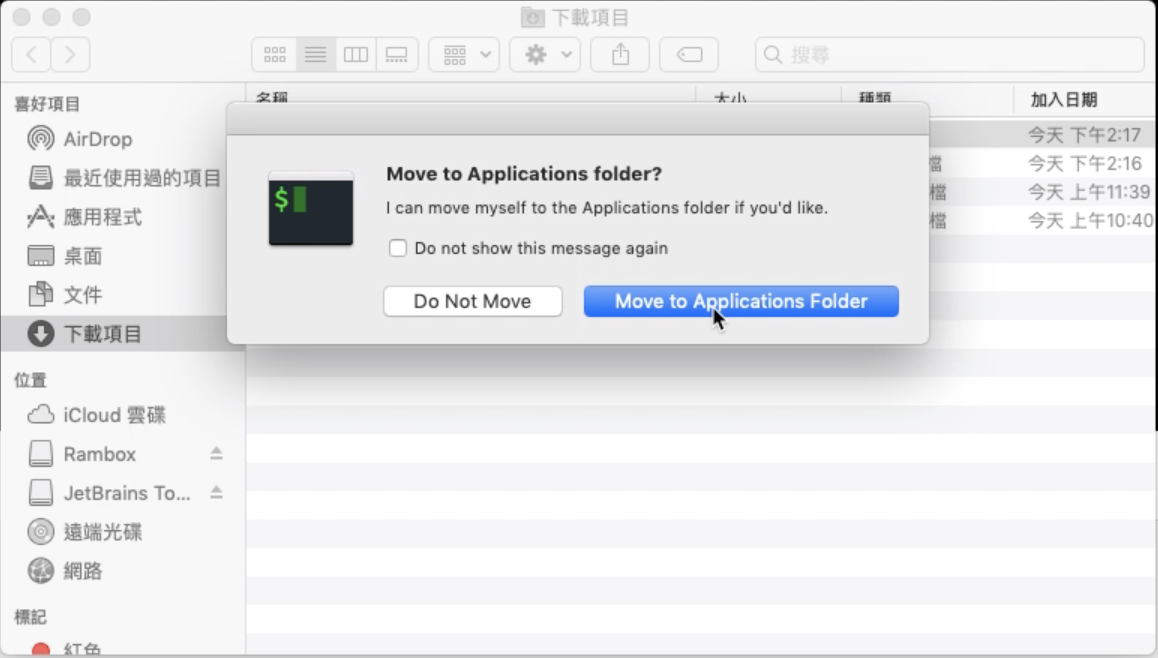 下載項目
搜尋
喜好項目
AirDrop
最近使用過的項目
應用程式
桌面
文件
下載項目
位置
iCloud 雲碟
Rambox
JetBrains To...
遠端光碟
網路
標記
紅色
名稱
大小
種類
加入日期
今天 下午2:17
檔
今天 下午2:16
檔
今天 上午11:39
檔
今天 上午10:40
$
Move to Applications folder?
I can move myself to the Applications folder if you'd like.
Do not show this message again
Do Not Move
Move to Applications Folder